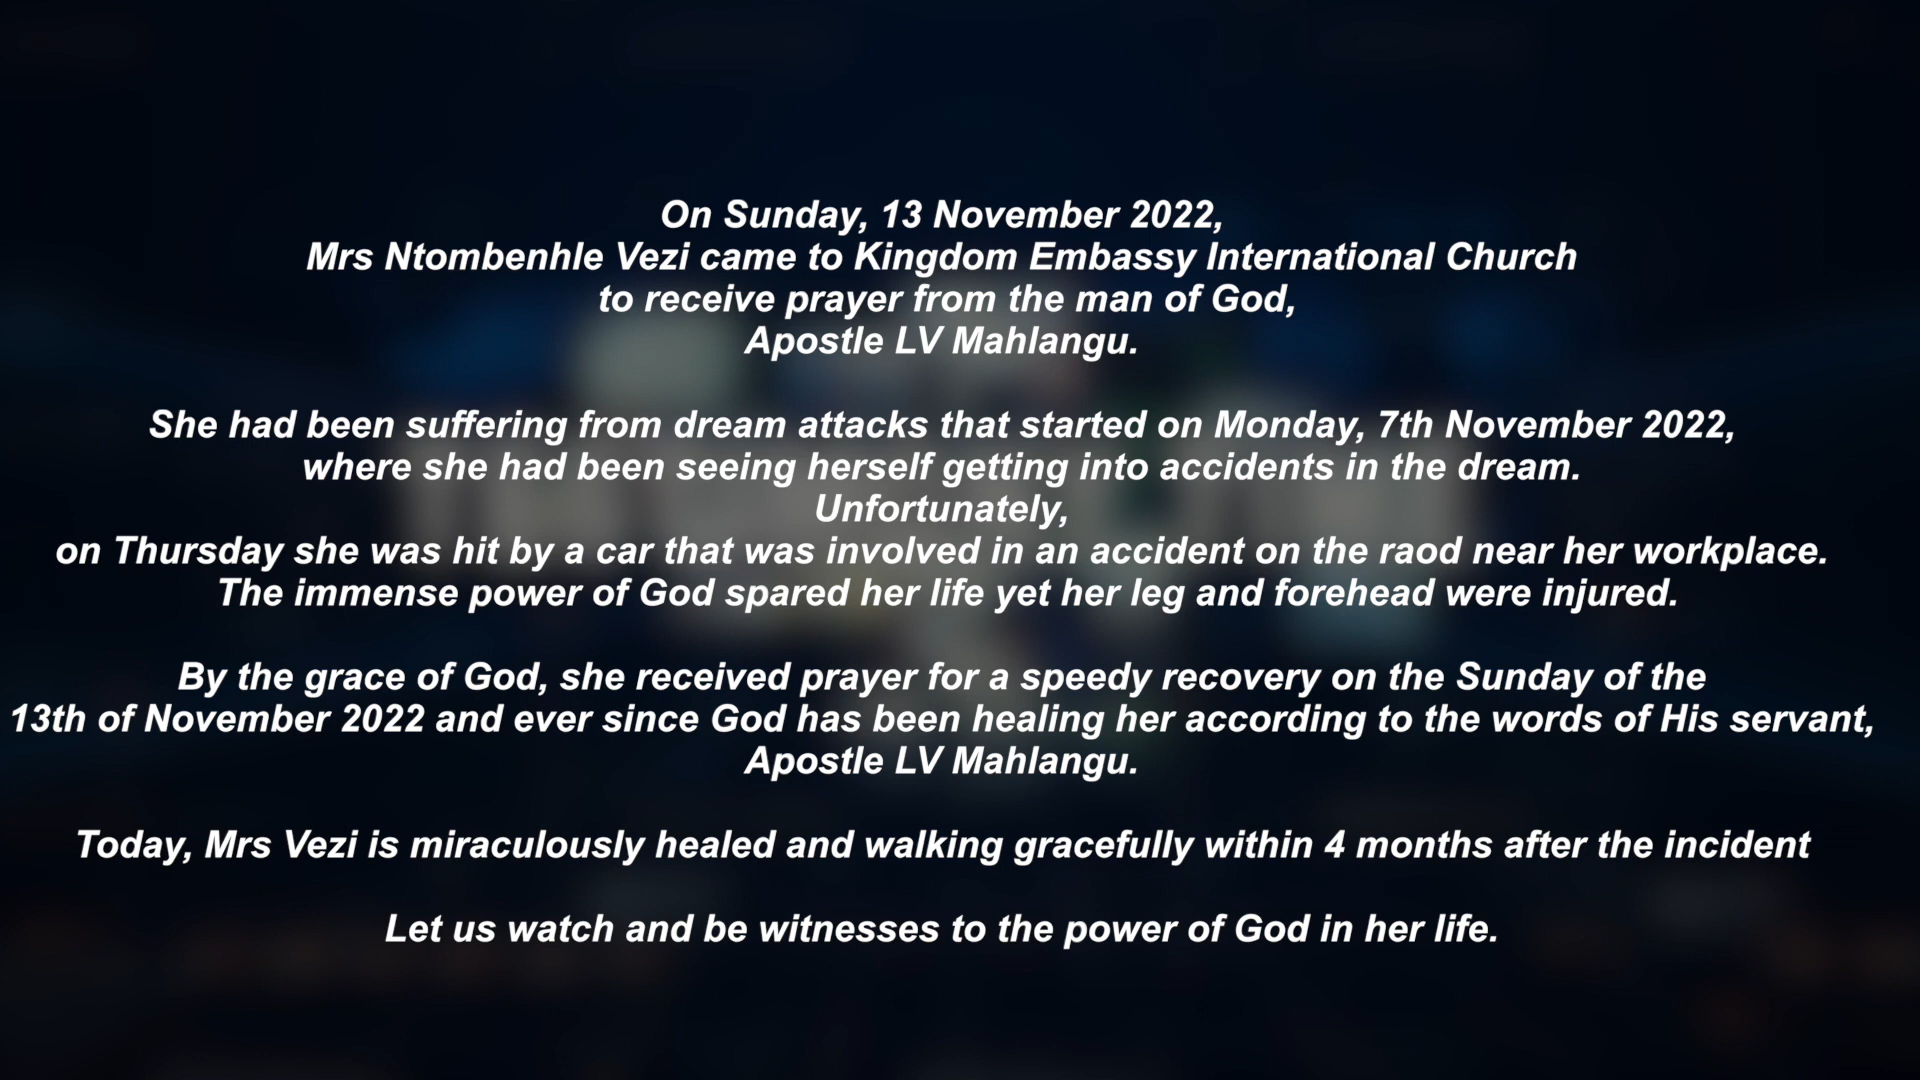 On Sunday, 13 November 2022,
Mrs Ntombenhle Vezi came to Kingdom Embassy International Church
to receive prayer from the man of God,
Apostle LV Mahlangu.
She had been suffering from dream attacks that started on Monday, 7th November 2022,
where she had been seeing herself getting into accidents in the dream.
Unfortunately,
on Thursday she was hit by a car that was involved in an accident on the raod near her workplace.
The immense power of God spared her life yet her leg and forehead were injured.
By the grace of God, she received prayer for a speedy recovery on the Sunday of the
13th of November 2022 and ever since God has been healing her according to the words of His servant,
Apostle LV Mahlangu.
Today, Mrs Vezi is miraculously healed and walking gracefully within 4 months after the incident
Let us watch and be witnesses to the power of God in her life.